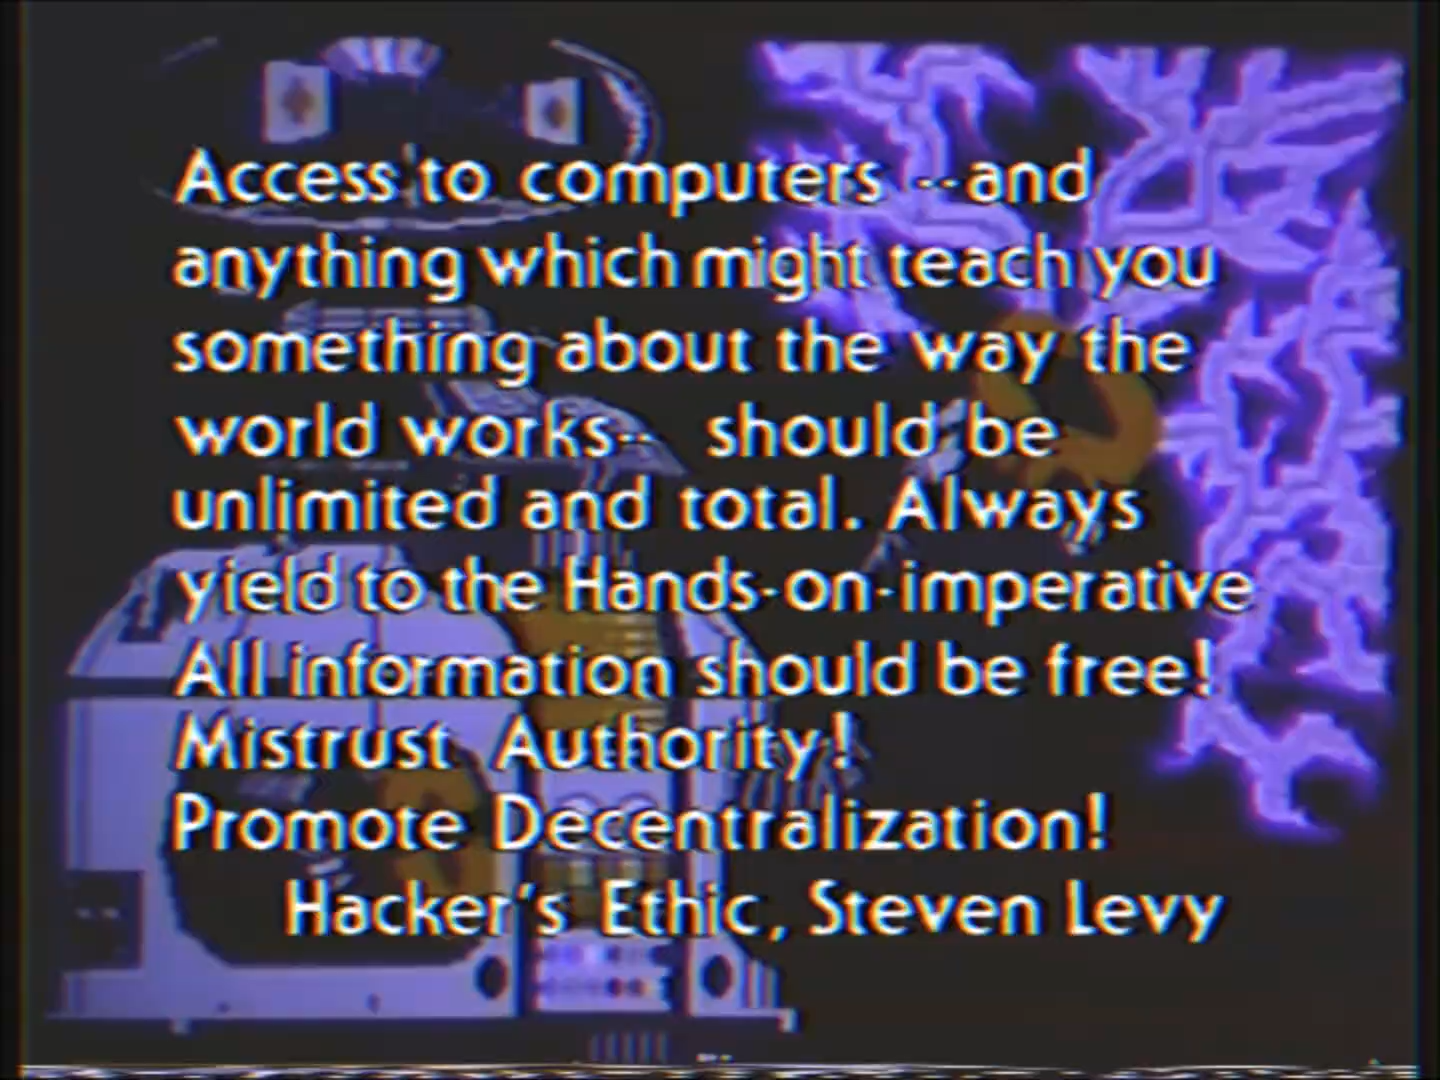 Access to computers --and
anything which might teach you
something about the way the
world works-- should be
unlimited and total. Always
yield to the Hands-on-imperative
All information should be free!
Mistrust Authority!
Promote Decentralization!
Hacker's Ethic, Steven Levy